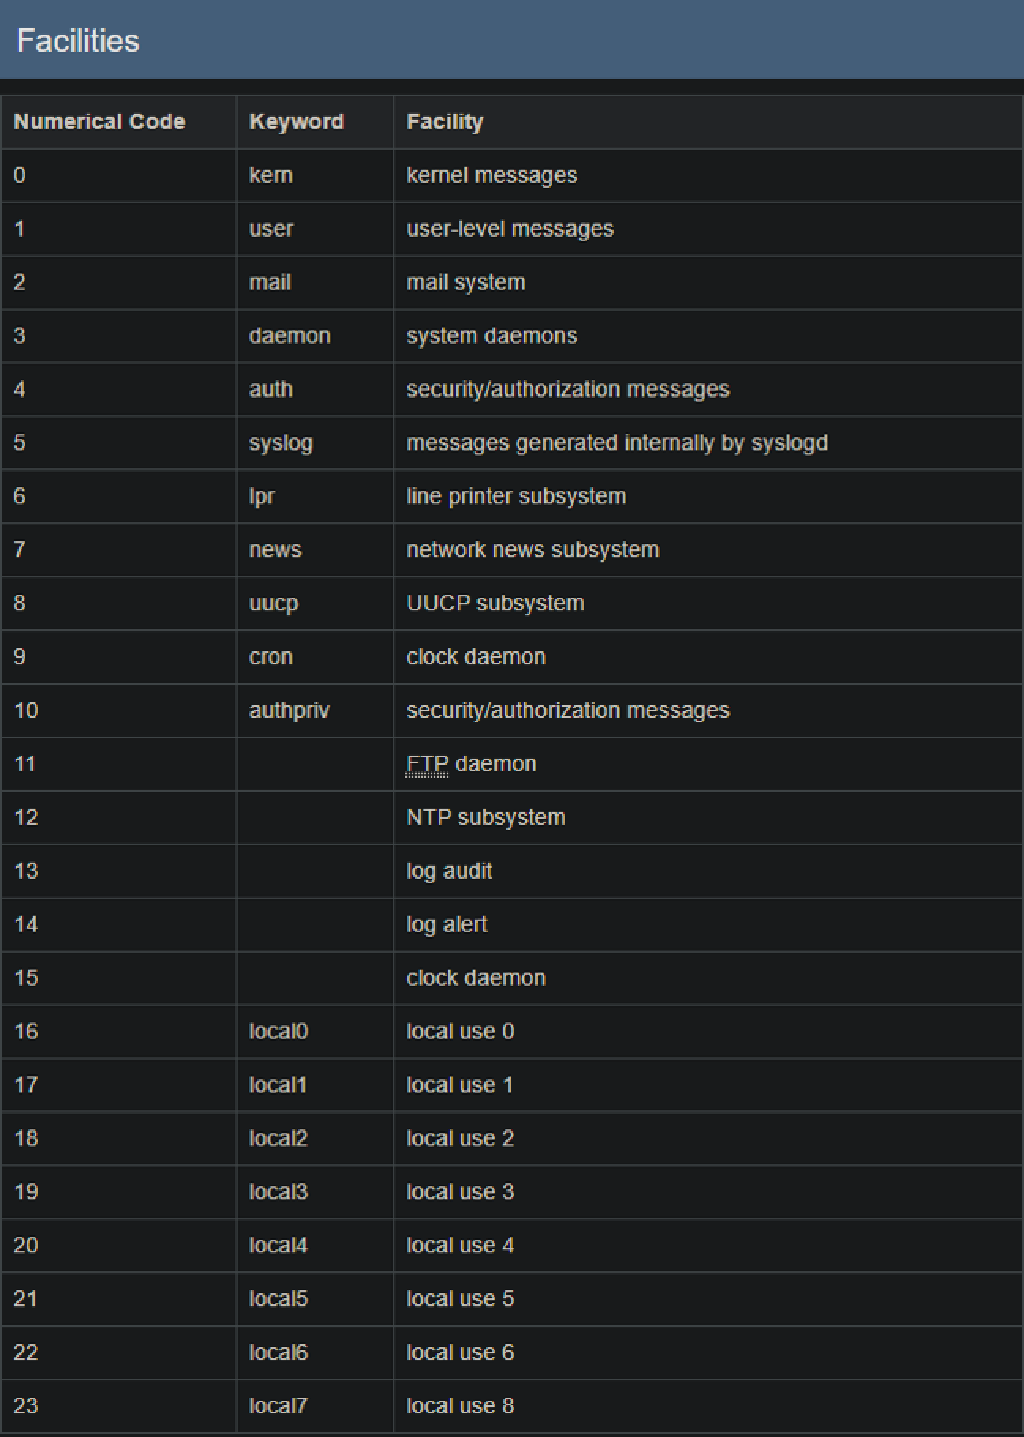 Facilities
Numerical Code Keyword Facility
0 kern kernel messages
1 user user-level messages
2 mail mail system
3 daemon system daemons
4 auth security/authorization messages
5 syslog messages generated internally by syslogd
6 lpr line printer subsystem
7 news network news subsystem
8 uucp UUCP subsystem
9 cron clock daemon
10 authpriv security/authorization messages
11 FTP daemon
12 NTP subsystem
13 log audit
14 log alert
15 clock daemon
16 local0 local use 0
17 local1 local use 1
18 local2 local use 2
19 local3 local use 3
20 local4 local use 4
21 local5 local use 5
22 local6 local use 6
23 local7 local use 8